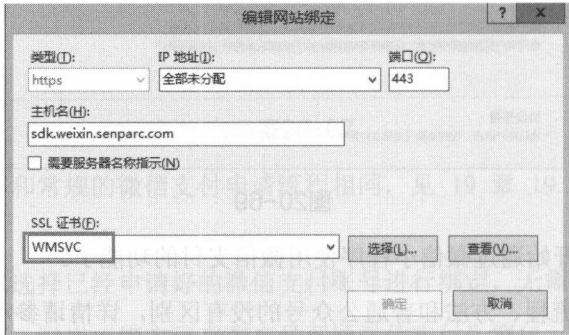 编辑网站绑定
? x
类型(T): IP 地址(I): 端口(O):
https 全部未分配 443
主机名(H):
sdk.weixin.senparc.com
需要服务器名称指示(N)
SSL 证书(F):
WMSVC 选择(L)... 查看(V)...
确定 取消